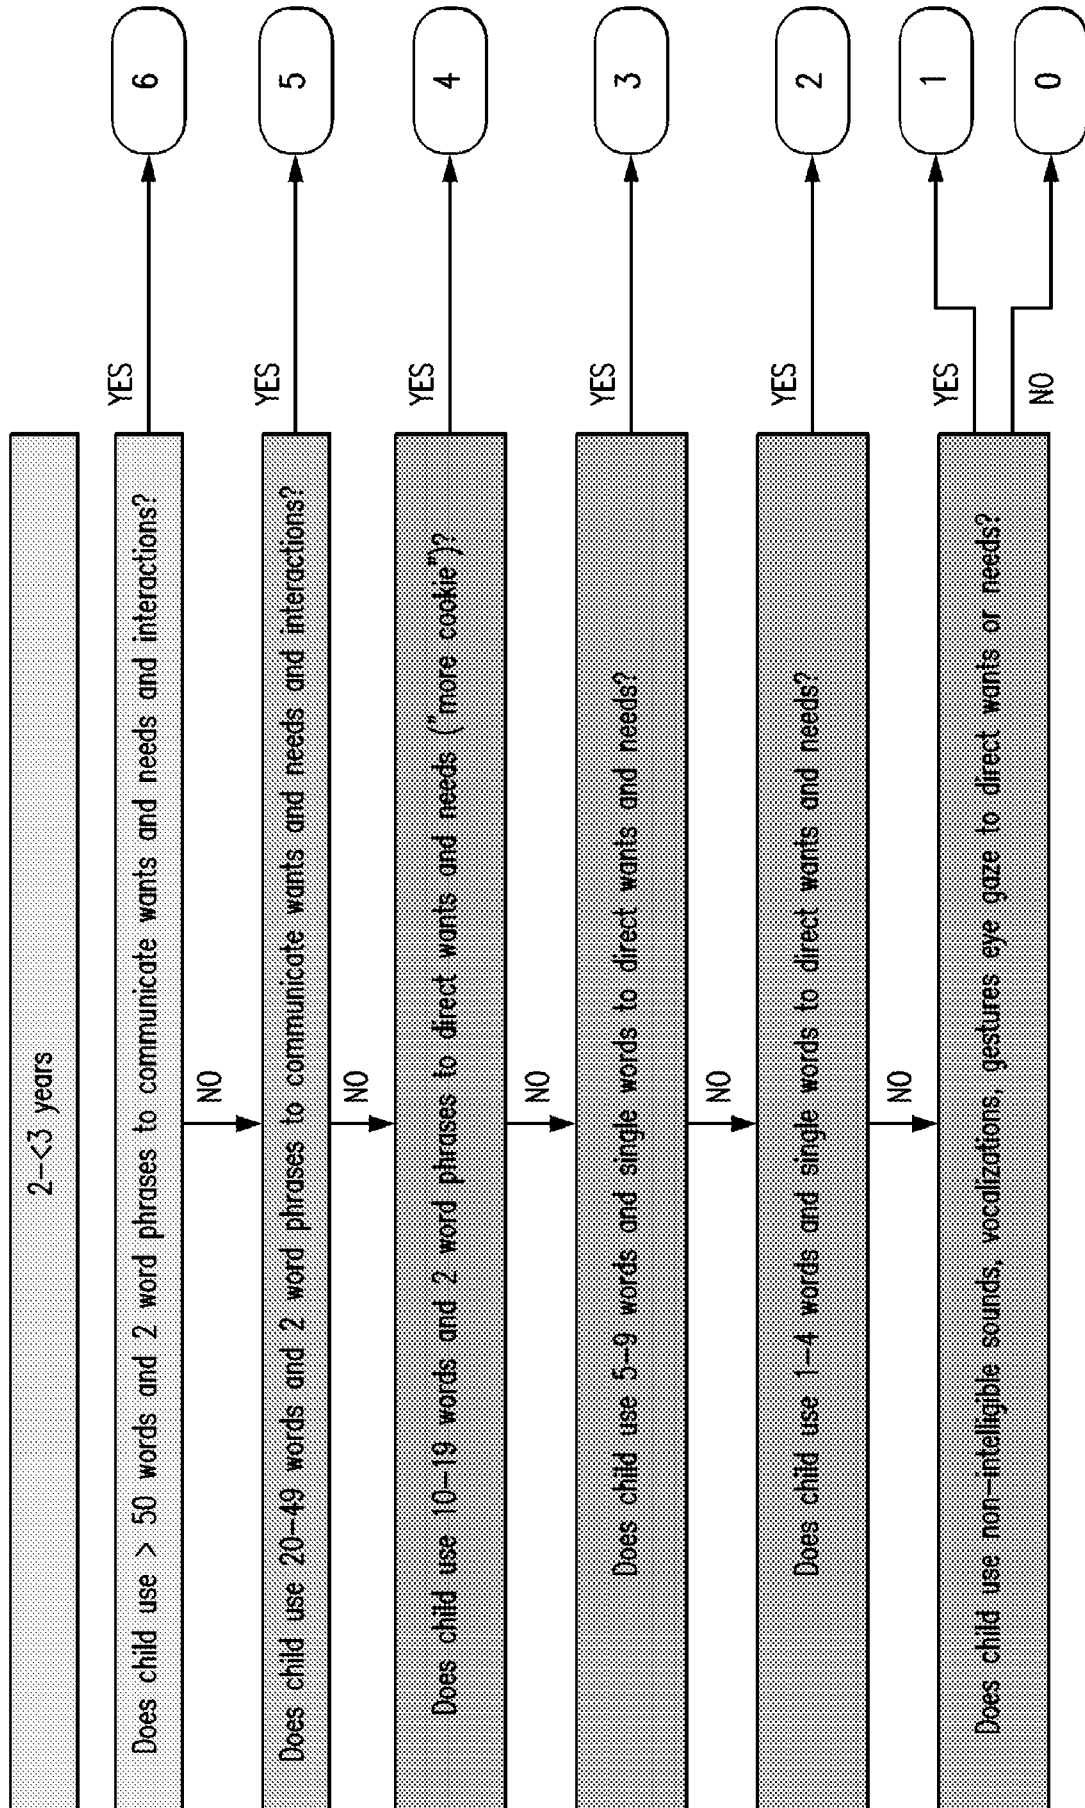 2-<3 years
Does child use > 50 words and 2 word phrases to communicate wants and needs and interactions?
YES
6
NO
Does child use 20-49 words and 2 word phrases to communicate wants and needs and interactions?
YES
5
NO
Does child use 10-19 words and 2 word phrases to direct wants and needs ("more cookie")?
YES
4
NO
Does child use 5-9 words and single words to direct wants and needs?
YES
3
NO
Does child use 1-4 words and single words to direct wants and needs?
YES
2
NO
Does child use non-intelligible sounds, vocalizations, gestures eye gaze to direct wants or needs?
YES
1
NO
0